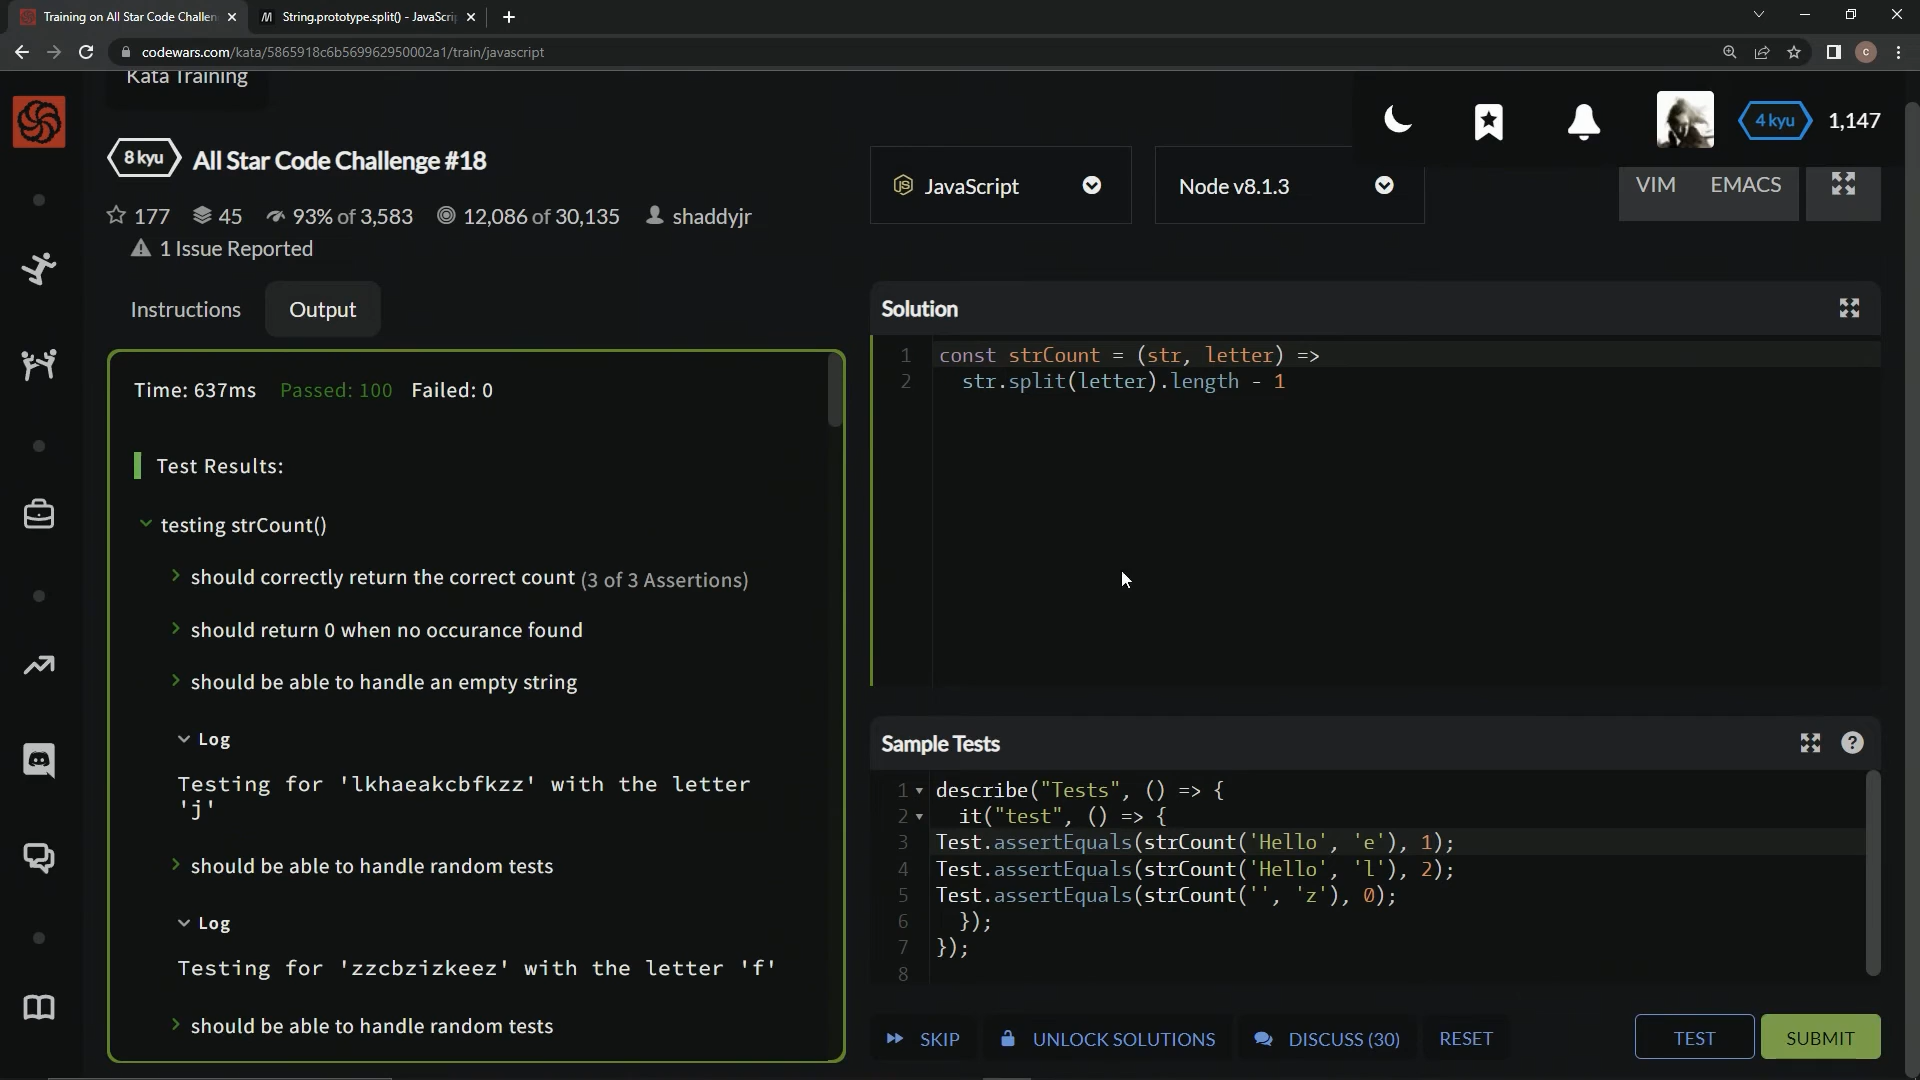 Training on All Star Code Challen
String.prototype.split() - JavaScri
codewars.com/kata/5865918c6b569962950002a1/train/javascript
C
Kata Training
4 kyu
1,147
8 kyu
All Star Code Challenge #18
JS
JavaScript
Node v8.1.3
VIM
EMACS
177
45
93% of 3,583
12,086 of 30,135
shaddyjr
1 Issue Reported
Instructions
Output
Time: 637ms Passed: 100 Failed: 0
Test Results:
testing strCount()
should correctly return the correct count (3 of 3 Assertions)
should return 0 when no occurance found
should be able to handle an empty string
Log
Testing for 'lkhaeakcbfkzz' with the letter
'j'
should be able to handle random tests
Log
Testing for 'zzcbzizkeez' with the letter 'f'
should be able to handle random tests
Solution
1 const strCount = (str, letter) =>
2 str.split(letter).length - 1
Sample Tests
?
1 describe("Tests", () => {
2 it("test", () => {
3 Test.assertEquals(strCount('Hello', 'e'), 1);
4 Test.assertEquals(strCount('Hello', 'l'), 2);
5 Test.assertEquals(strCount('', 'z'), 0);
6 });
7 });
8
SKIP
UNLOCK SOLUTIONS
DISCUSS (30)
RESET
TEST
SUBMIT